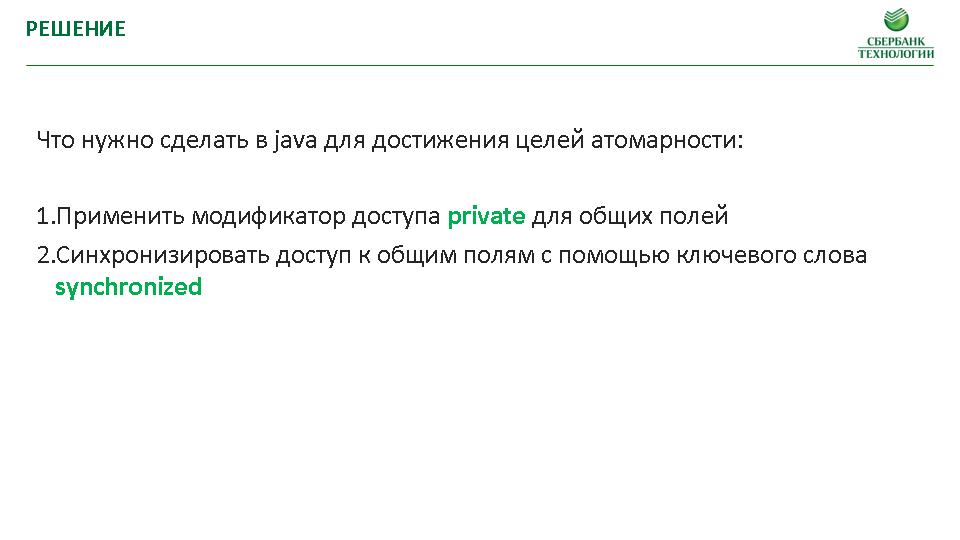 РЕШЕНИЕ
СБЕРБАНК
ТЕХНОЛОГИИ
Что нужно сделать в java для достижения целей атомарности:
1.Применить модификатор доступа private для общих полей
2.Синхронизировать доступ к общим полям с помощью ключевого слова
synchronized